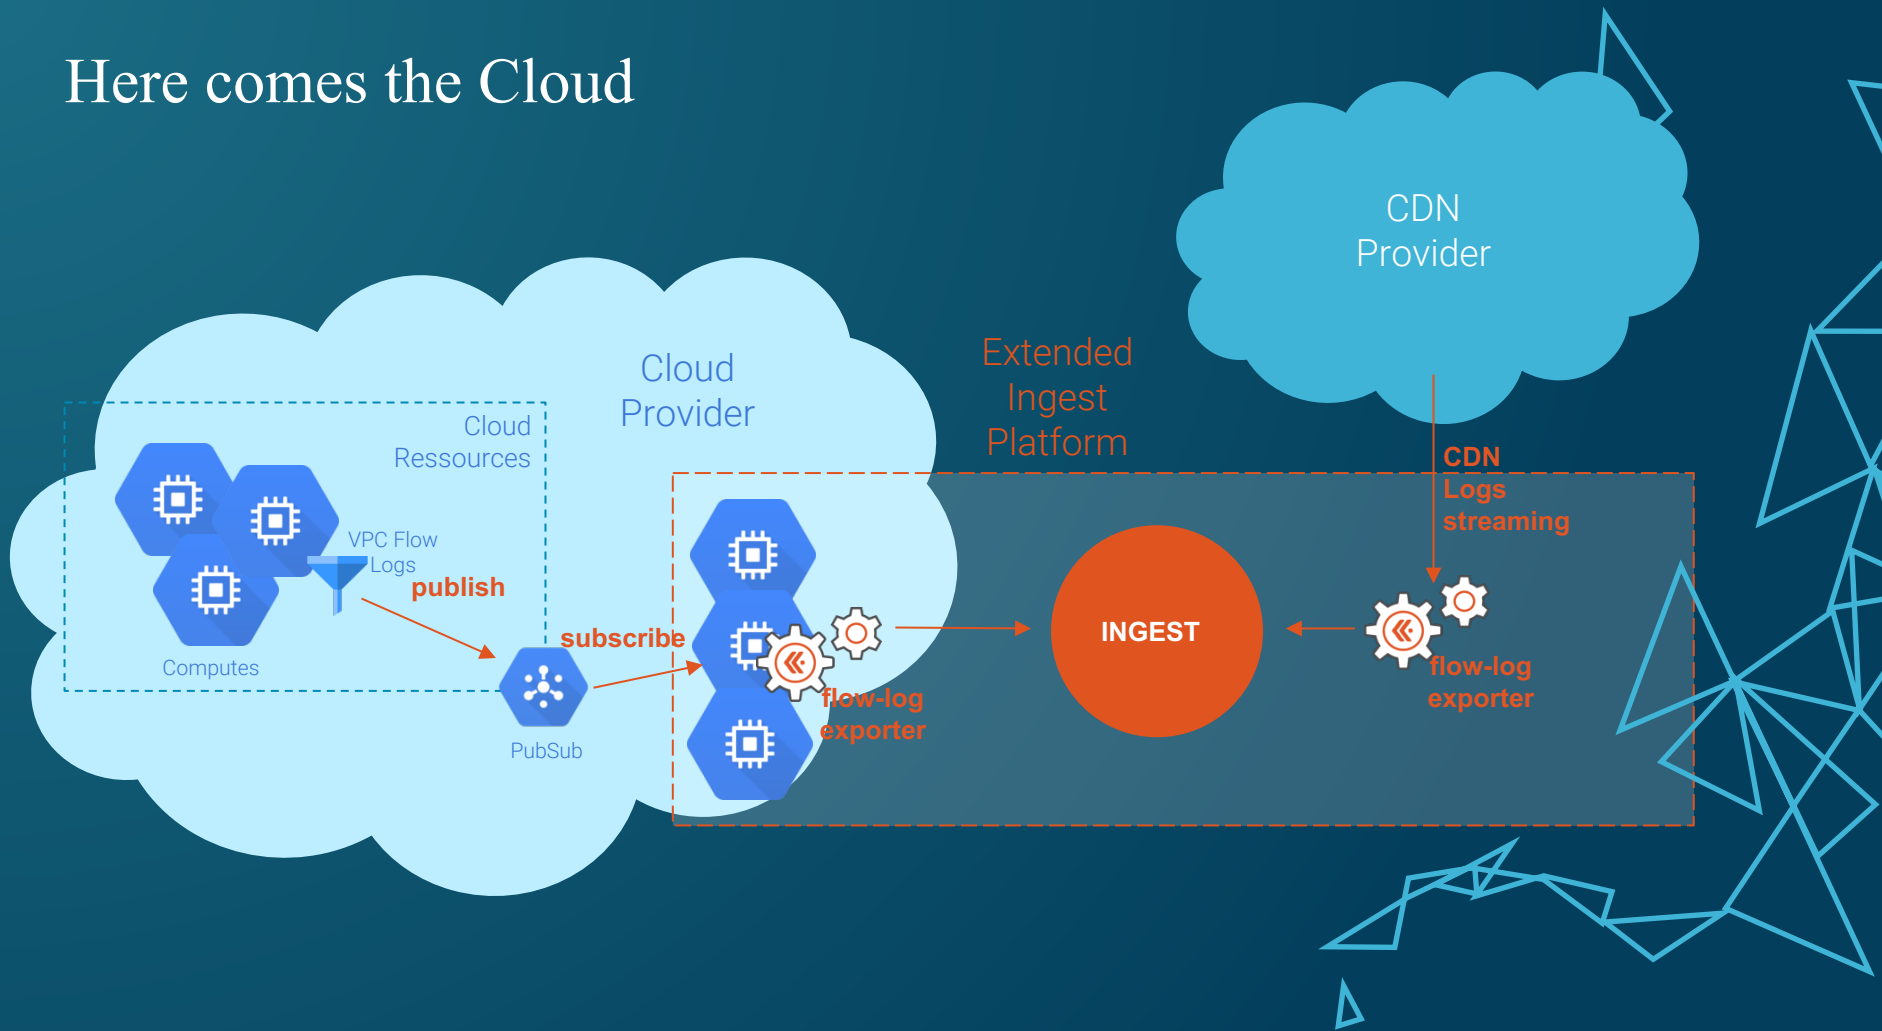 Here comes the Cloud
CDN
Provider
Cloud
Provider
Extended
Ingest
Platform
Cloud
Ressources
VPC Flow
Logs
publish
Computes
subscribe
PubSub
flow-log
exporter
INGEST
CDN
Logs
streaming
flow-log
exporter